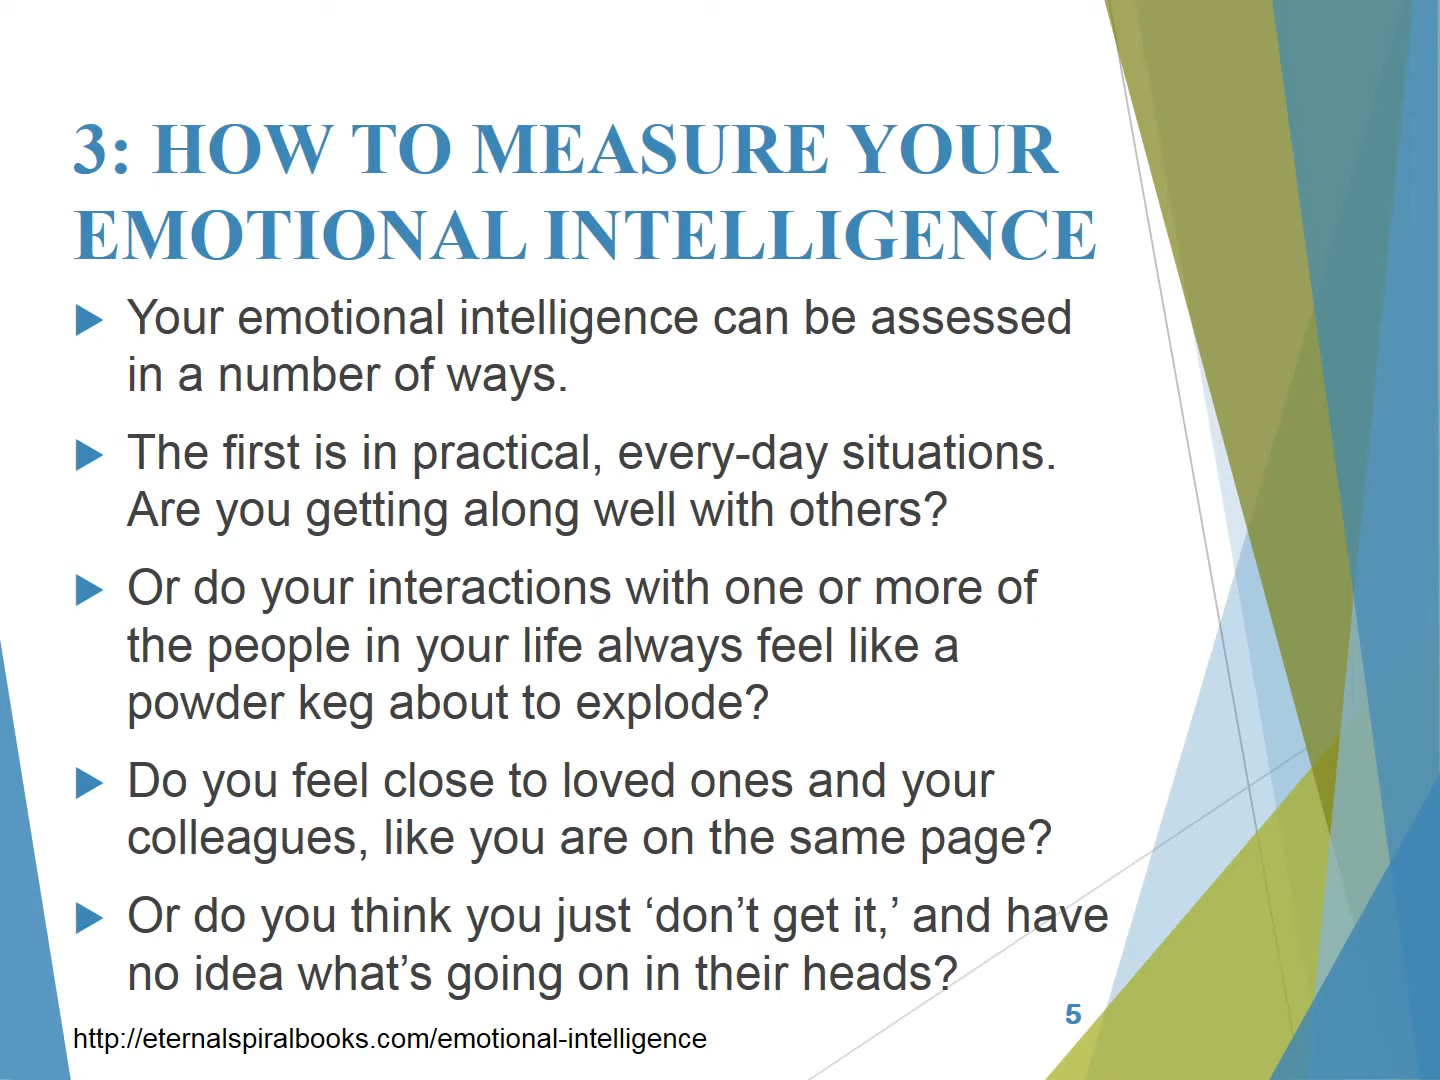 3: HOW TO MEASURE YOUR
EMOTIONAL INTELLIGENCE
Your emotional intelligence can be assessed
in a number of ways.
The first is in practical, every-day situations.
Are you getting along well with others?
Or do your interactions with one or more of
the people in your life always feel like a
powder keg about to explode?
Do you feel close to loved ones and your
colleagues, like you are on the same page?
Or do you think you just ‘don’t get it,’ and have
no idea what’s going on in their heads?
5
http://eternalspiralbooks.com/emotional-intelligence